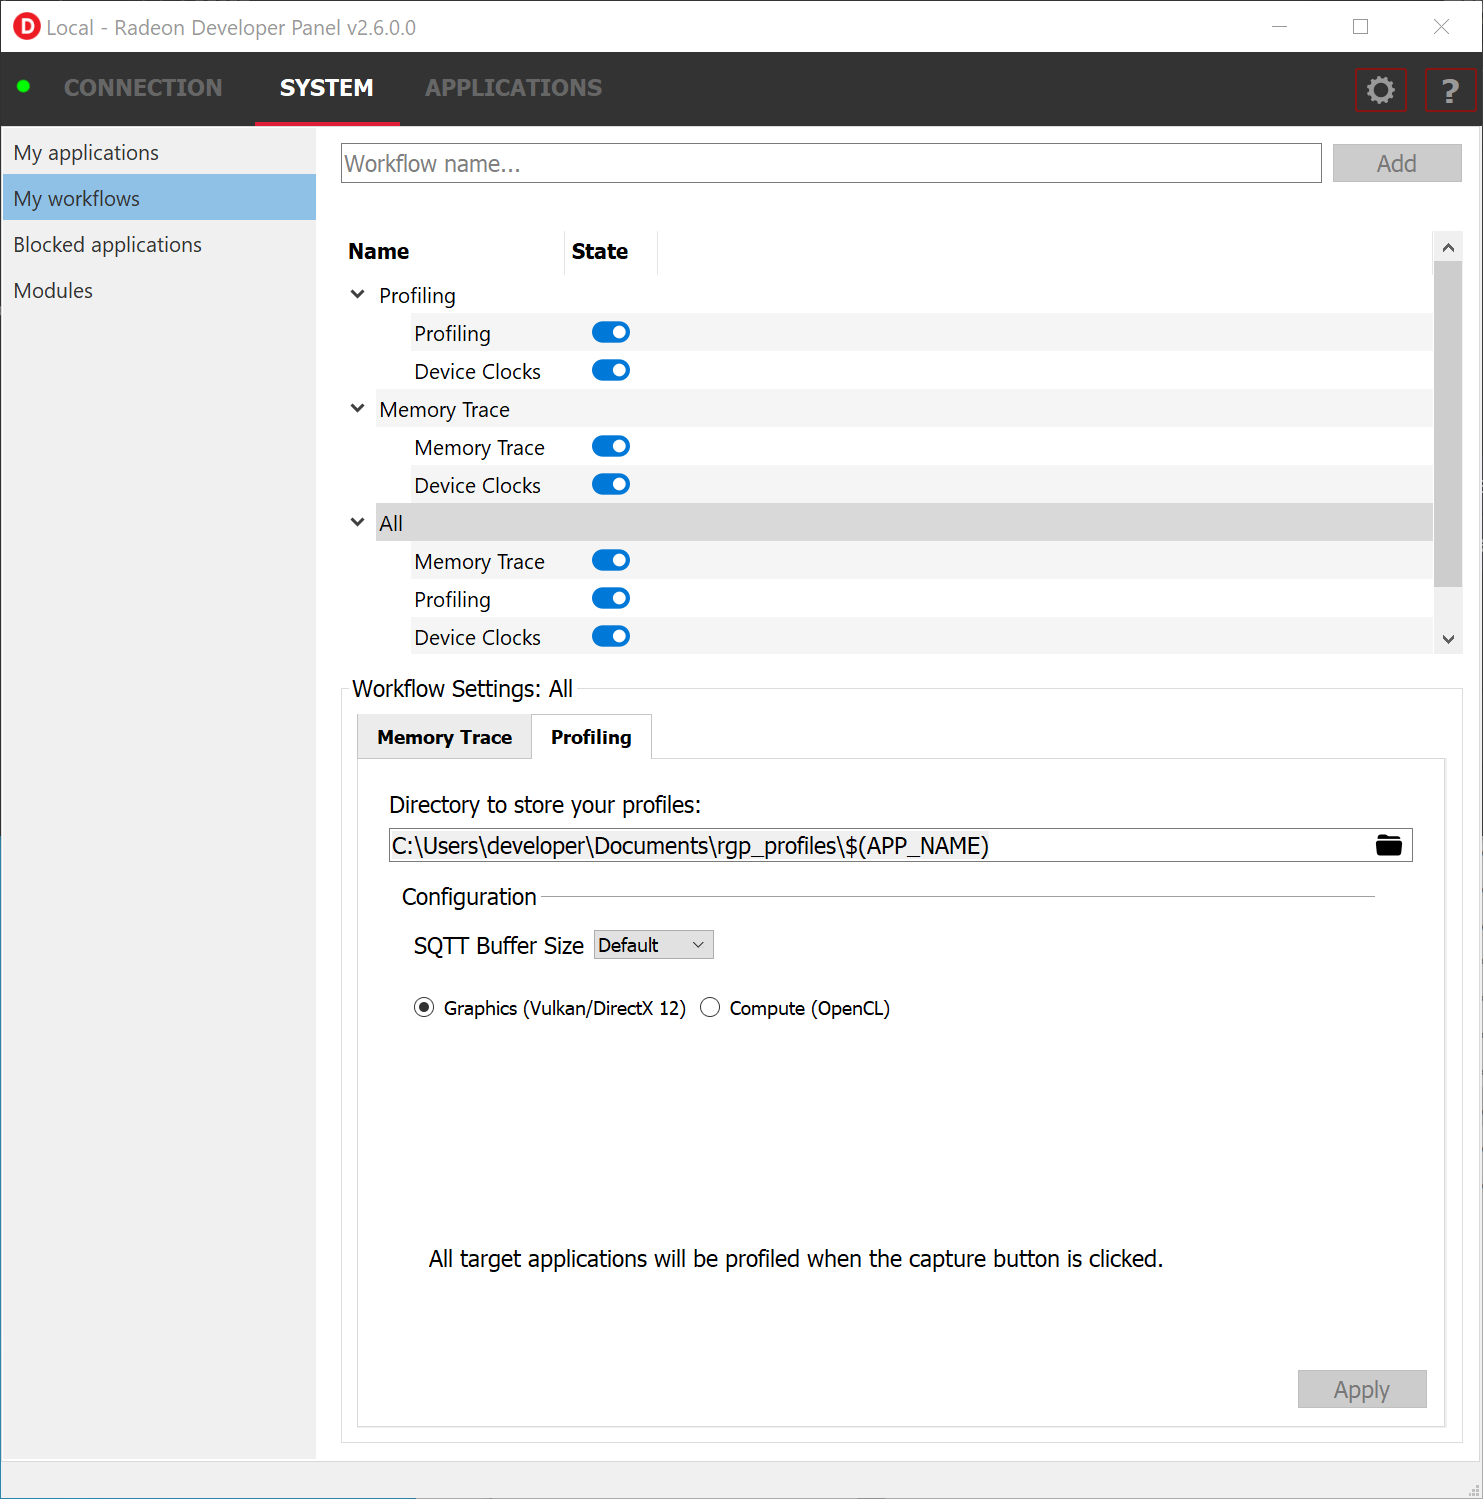 D Local - Radeon Developer Panel v2.6.0.0
CONNECTION SYSTEM APPLICATIONS ?
My applications
My workflows
Blocked applications
Modules
Workflow name... Add
Name State
Profiling
Profiling
Device Clocks
Memory Trace
Memory Trace
Device Clocks
All
Memory Trace
Profiling
Device Clocks
Workflow Settings: All
Memory Trace Profiling
Directory to store your profiles:
C:\Users\developer\Documents\rgp_profiles\$(APP_NAME)
Configuration
SQTT Buffer Size Default
Graphics (Vulkan/DirectX 12) Compute (OpenCL)
All target applications will be profiled when the capture button is clicked.
Apply